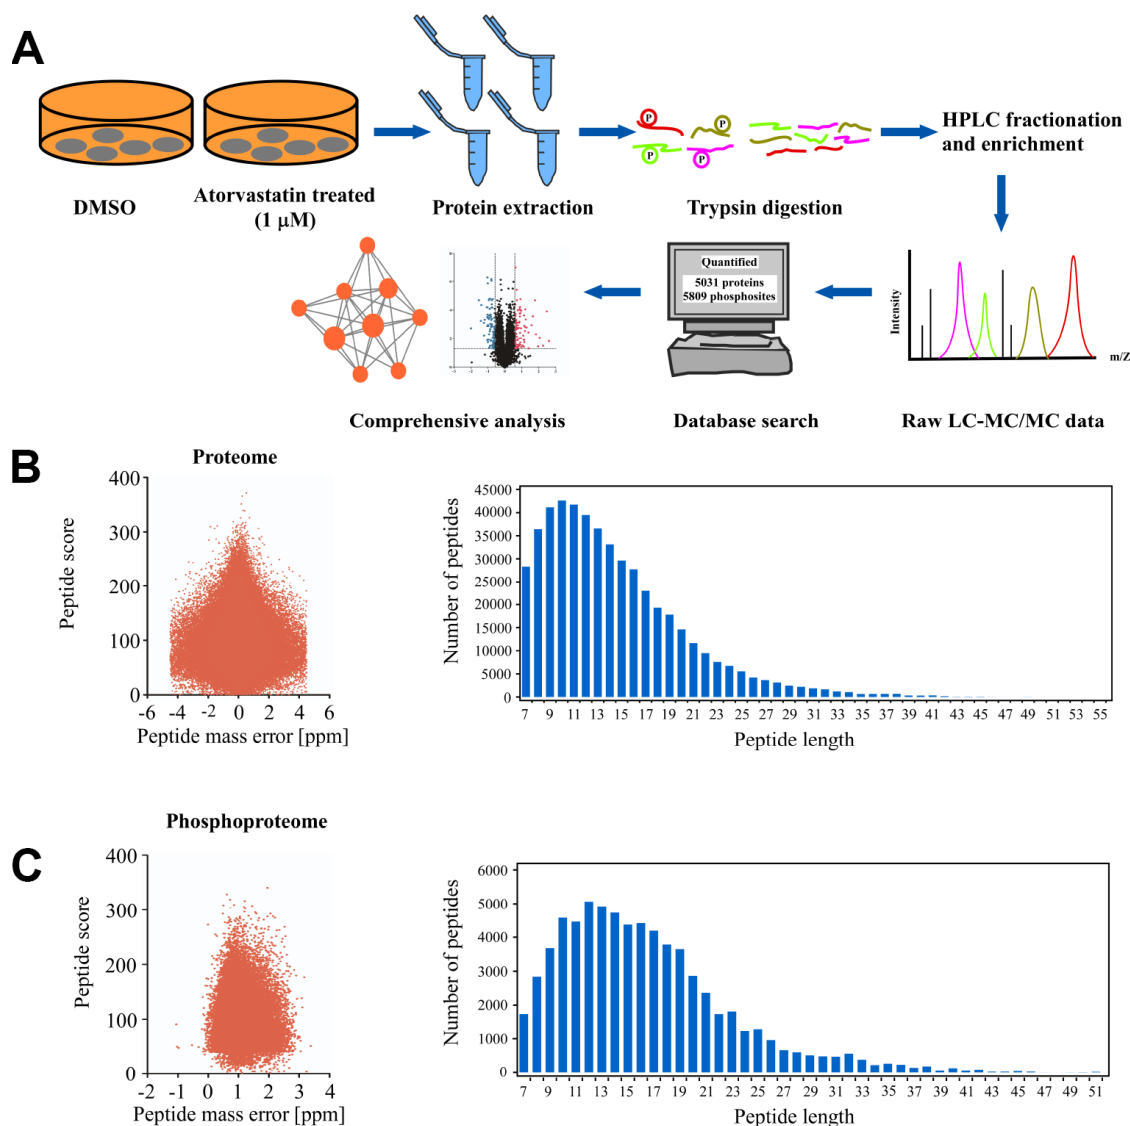 A
DMSO
Atorvastatin treated
(1 μM)
Protein extraction
P
P
P
P
Trypsin digestion
HPLC fractionation
and enrichment
Quantified
5031 proteins
5809 phosphosites
Intensity
m/Z
Comprehensive analysis
Database search
Raw LC-MC/MC data
B
Proteome
Peptide score
400
300
200
100
0
-6 -4 -2 0 2 4 6
Peptide mass error [ppm]
Number of peptides
45000
40000
35000
30000
25000
20000
15000
10000
5000
0
7 9 11 13 15 17 19 21 23 25 27 29 31 33 35 37 39 41 43 45 47 49 51 53 55
Peptide length
C
Phosphoproteome
Peptide score
400
300
200
100
0
-2 -1 0 1 2 3 4
Peptide mass error [ppm]
Number of peptides
6000
5000
4000
3000
2000
1000
0
7 9 11 13 15 17 19 21 23 25 27 29 31 33 35 37 39 41 43 45 47 49 51
Peptide length